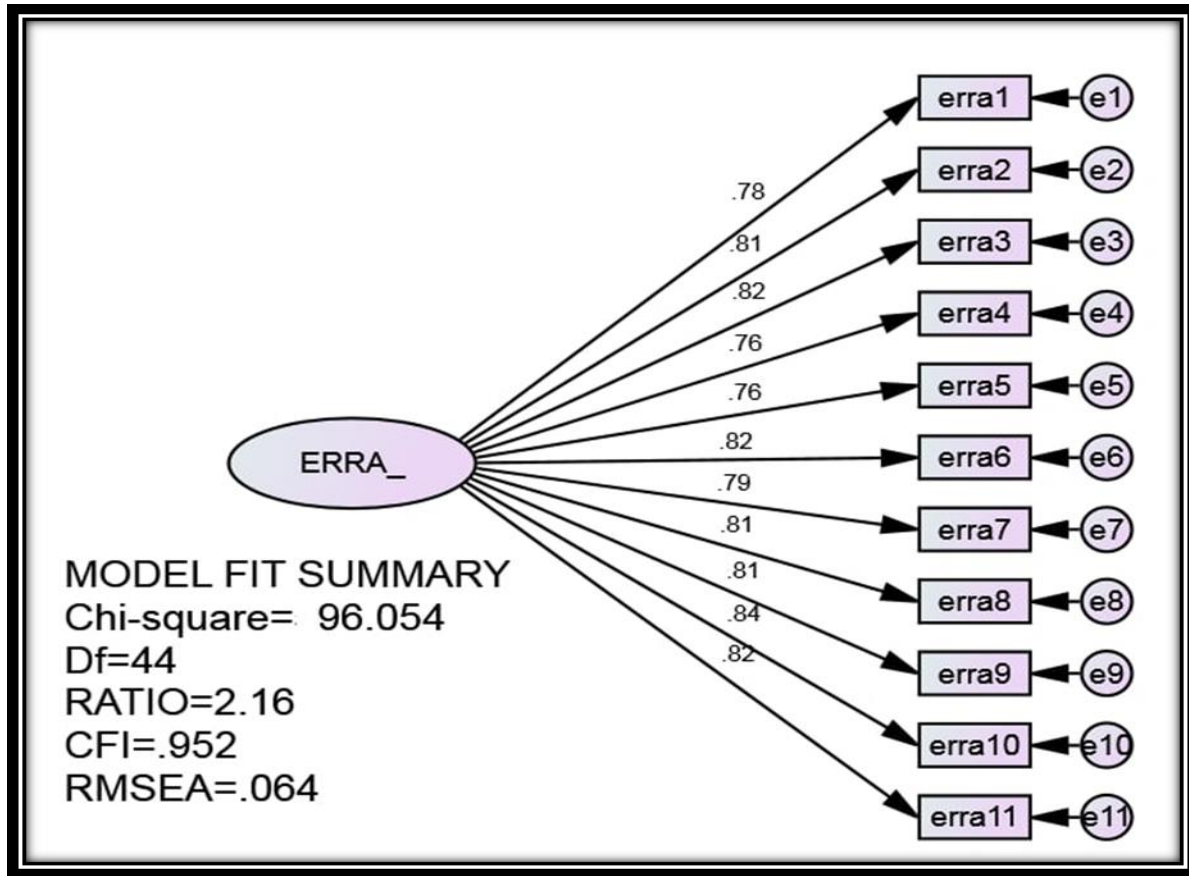 erra1
e1
erra2
e2
erra3
e3
erra4
e4
erra5
e5
erra6
e6
erra7
e7
erra8
e8
erra9
e9
erra10
e10
erra11
e11
.78
.81
.82
.76
.76
.82
.79
.81
.81
.84
.82
ERRA_
MODEL FIT SUMMARY
Chi-square= 96.054
Df=44
RATIO=2.16
CFI=.952
RMSEA=.064